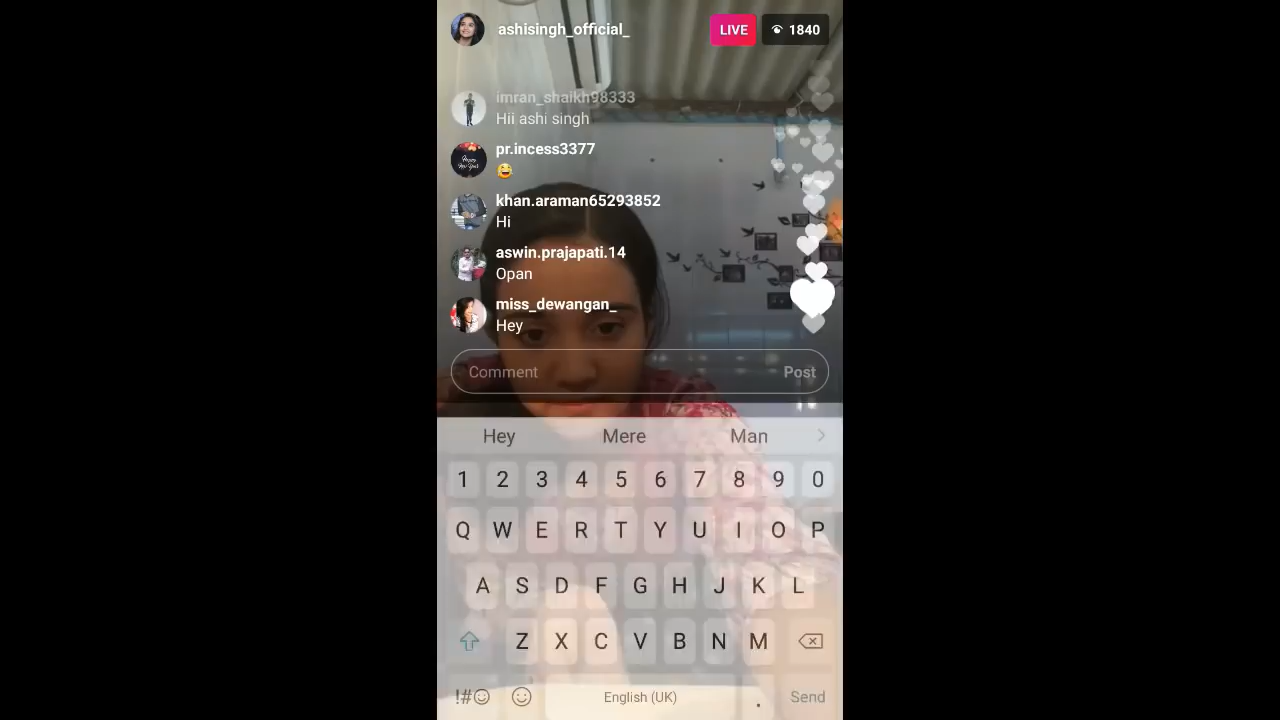 ashisingh_official_
LIVE
1840
imran_shaikh98333
Hii ashi singh
pr.incess3377
😜
khan.araman65293852
Hi
aswin.prajapati.14
Opan
miss_dewangan_
Hey
Comment
Post
Hey Mere Man
1 2 3 4 5 6 7 8 9 0
Q W E R T Y U I O P
A S D F G H J K L
Z X C V B N M
!#☺ English (UK) . Send